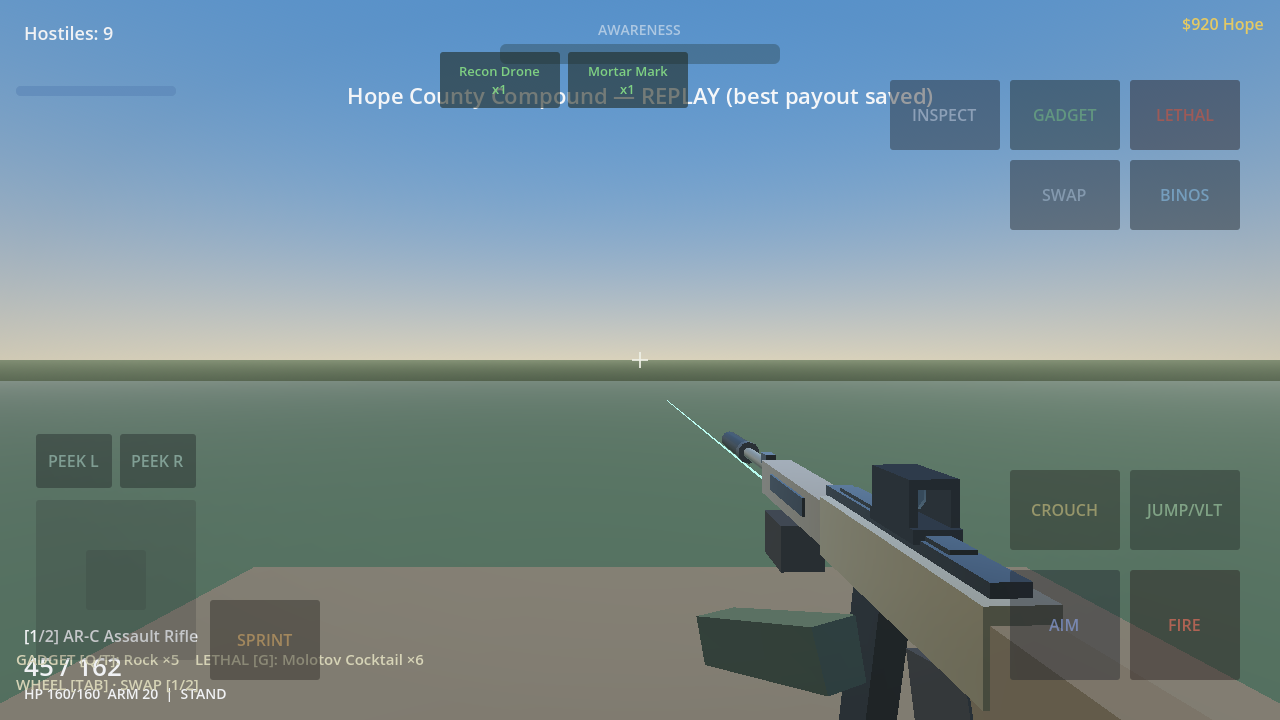 Hostiles: 9
AWARENESS
$920 Hope
Recon Drone
x1
Mortar Mark
x1
Hope County Compound — REPLAY (best payout saved)
INSPECT
GADGET
LETHAL
SWAP
BINOS
PEEK L
PEEK R
CROUCH
JUMP/VLT
SPRINT
AIM
FIRE
[1/2] AR-C Assault Rifle
GADGET [Q/T]: Rock ×5 LETHAL [G]: Molotov Cocktail ×6
45 / 162
WHEEL [TAB] SWAP [1/2]
HP 160/160 ARM 20 | STAND